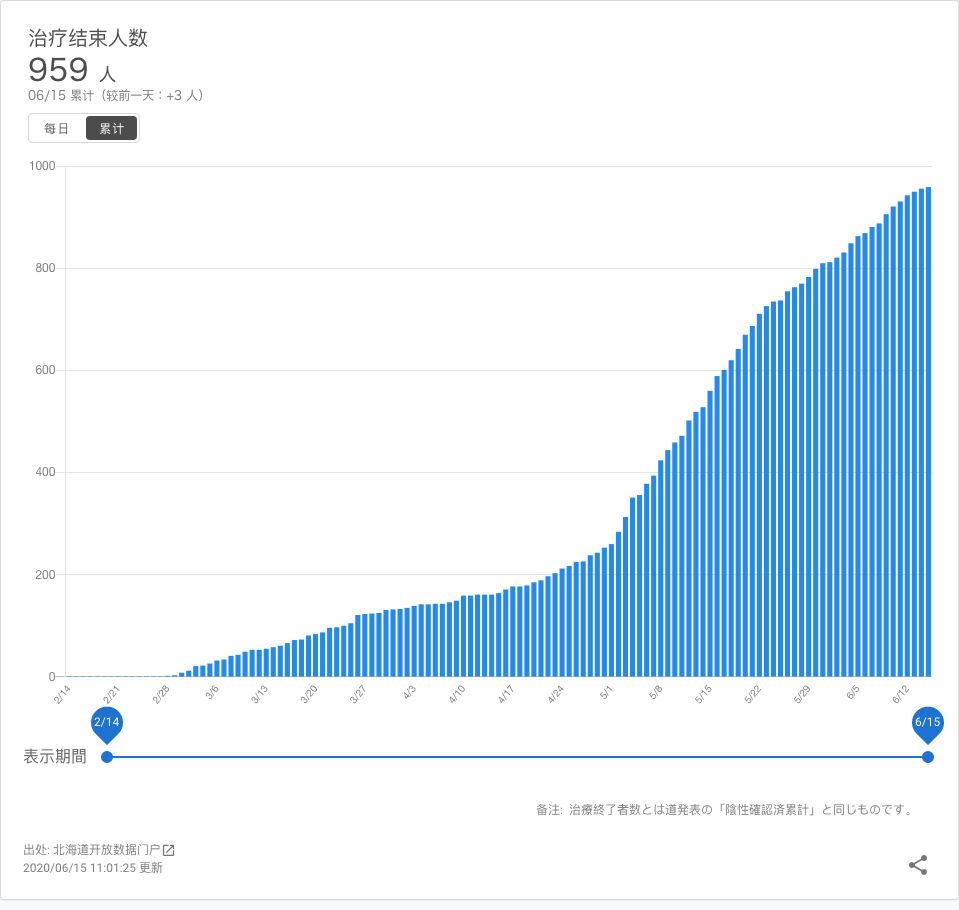 治疗结束人数
959 人
06/15 累计（较前一天：+3 人）
每日 累计
1000
800
600
400
200
0
2/14 2/21 2/28 3/6 3/13 3/20 3/27 4/3 4/10 4/17 4/24 5/1 5/8 5/15 5/22 5/29 6/5 6/12
2/14 6/15
表示期間
备注: 治療終了者数とは道発表の「陰性確認済累計」と同じものです。
出处: 北海道开放数据门户
2020/06/15 11:01:25 更新